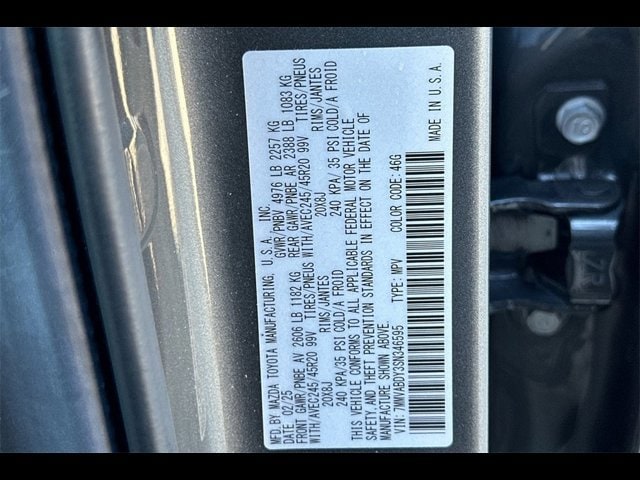 MFD.BY MAZDA TOYOTA MANUFACTURING, U.S.A., INC.
DATE: 02/25 GVWR/PNBV 4976 LB 2257 KG
FRONT GAWR/PNBE AV 2606 LB 1182 KG REAR GAWR/PNBE AR 2388 LB 1083 KG
WITH/AVEC245/45R20 99V TIRES/PNEUS WITH/AVEC245/45R20 99V TIRES/PNEUS
20X8J RIMS/JANTES 20X8J RIMS/JANTES
240 KPA/35 PSI COLD/A FROID 240 KPA/ 35 PSI COLD/A FROID
THIS VEHICLE CONFORMS TO ALL APPLICABLE FEDERAL MOTOR VEHICLE
SAFETY,AND THEFT PREVENTION STANDARDS IN EFFECT ON THE DATE OF
MANUFACTURE SHOWN ABOVE.
VIN: 7MMVABDY3SN346595 TYPE: MPV COLOR CODE:46G MADE IN U.S.A.